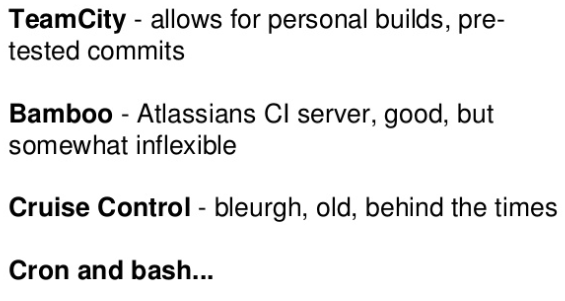 TeamCity - allows for personal builds, pre-
tested commits
Bamboo - Atlassians CI server, good, but
somewhat inflexible
Cruise Control - bleurgh, old, behind the times
Cron and bash...